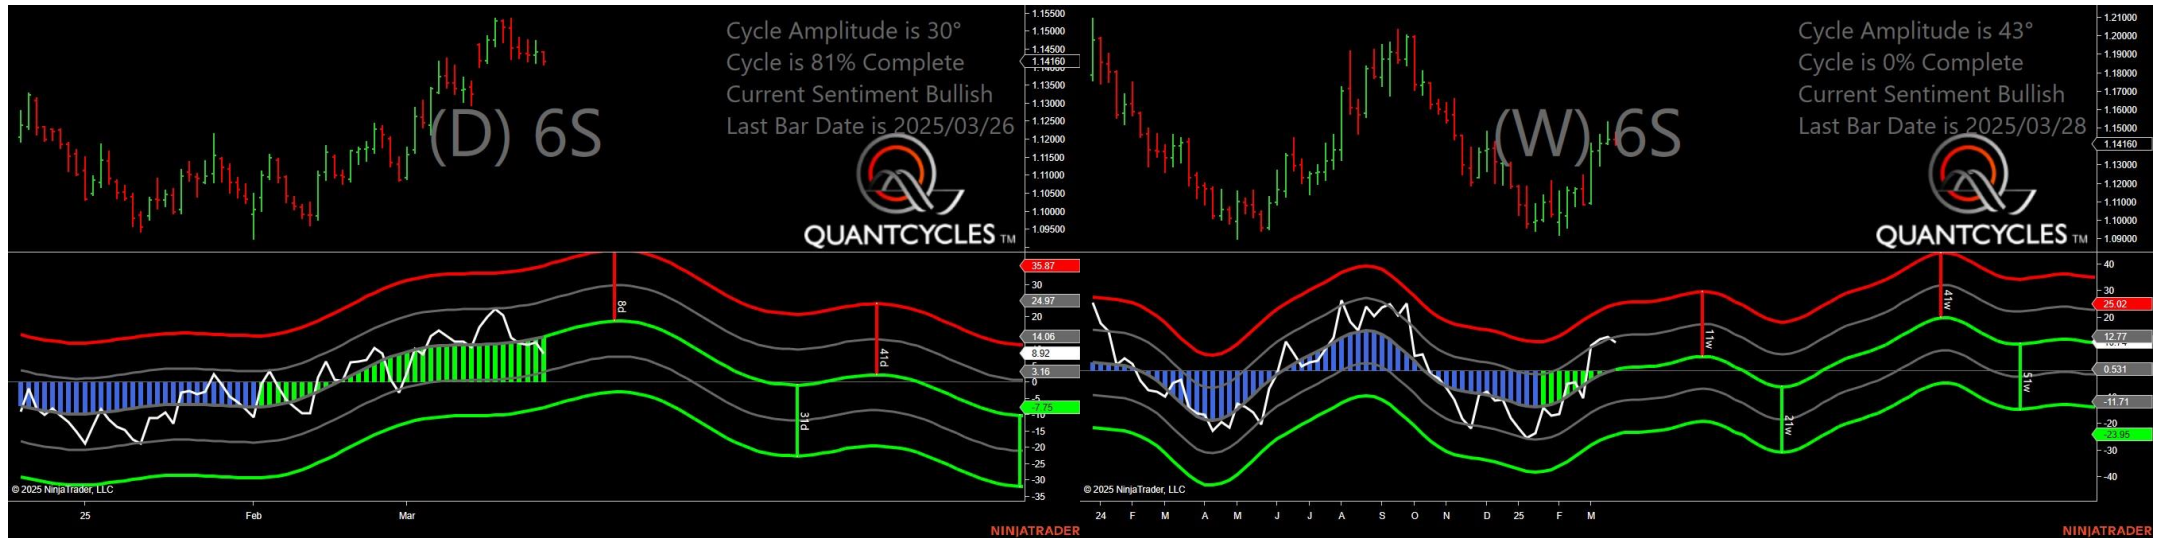 Cycle Amplitude is 30°
Cycle is 81% Complete
Current Sentiment Bullish
Last Bar Date is 2025/03/26
(D) 6S
QUANTCYCLES TM
1.15500
1.15000
1.14500
1.14160
1.13500
1.13000
1.12500
1.12000
1.11500
1.11000
1.10500
1.10000
1.09500
35.87
30
24.97
20
14.06
8.92
5
3.16
0
-7.75
-10
-15
-20
-25
-30
-35
8d
31d
41d
© 2025 NinjaTrader, LLC
25
Feb
Mar
NINJATRADER
Cycle Amplitude is 43°
Cycle is 0% Complete
Current Sentiment Bullish
Last Bar Date is 2025/03/28
(W) 6S
QUANTCYCLES TM
1.21000
1.20000
1.19000
1.18000
1.17000
1.16000
1.15000
1.14160
1.13000
1.12000
1.11000
1.10000
1.09000
40
30
25.02
20
12.77
0.531
-11.71
-20
-23.95
-30
-40
11w
21w
41w
51w
© 2025 NinjaTrader, LLC
24
F
M
A
M
J
J
A
S
O
N
D
25
F
M
NINJATRADER